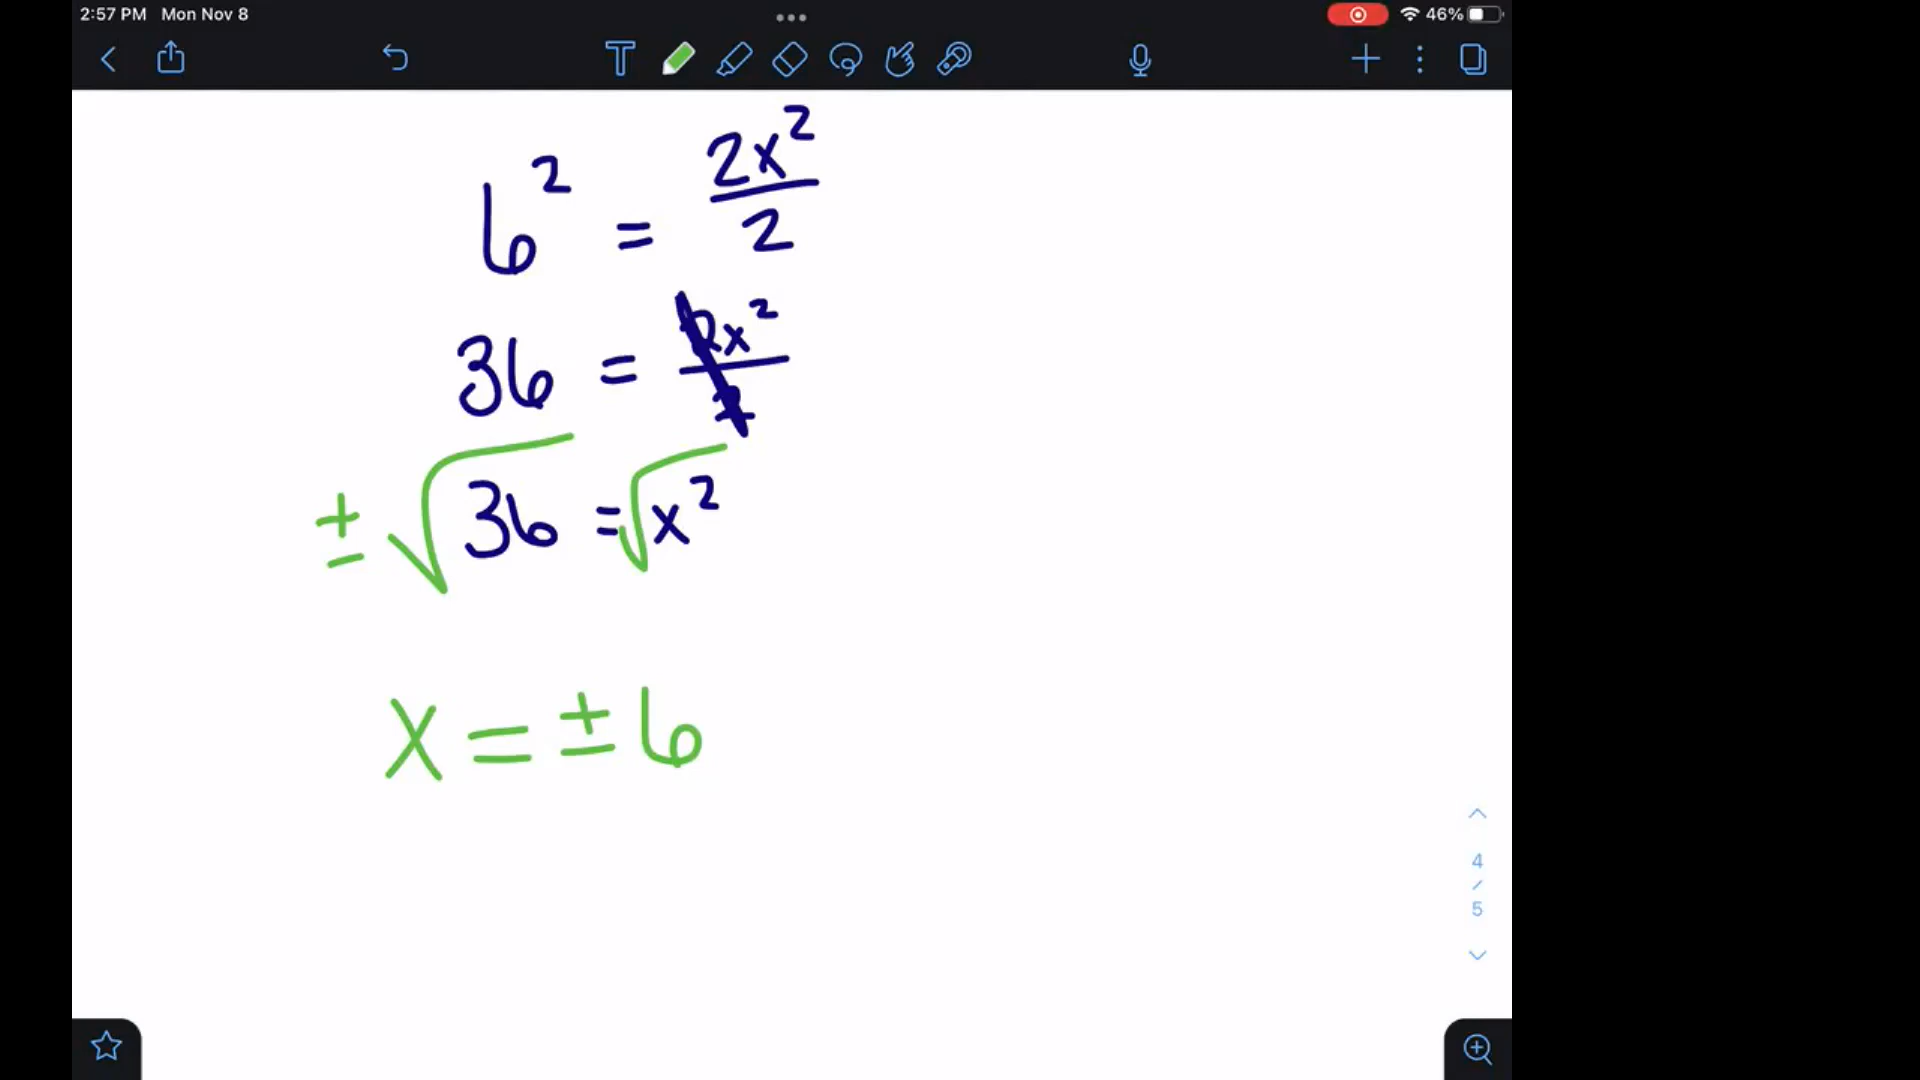 2:57 PM Mon Nov 8
46%
T
6² = 2x²/2
36 = 2x²/2
±√36 = √x²
x = ±6
4
/
5